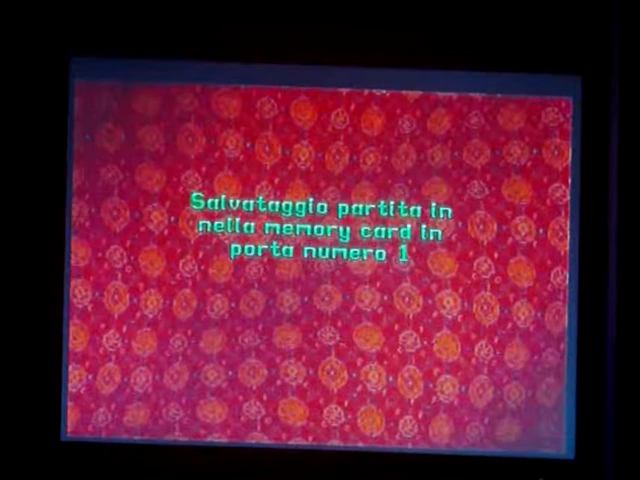 Salvataggio partita in
nella memory card in
porta numero 1